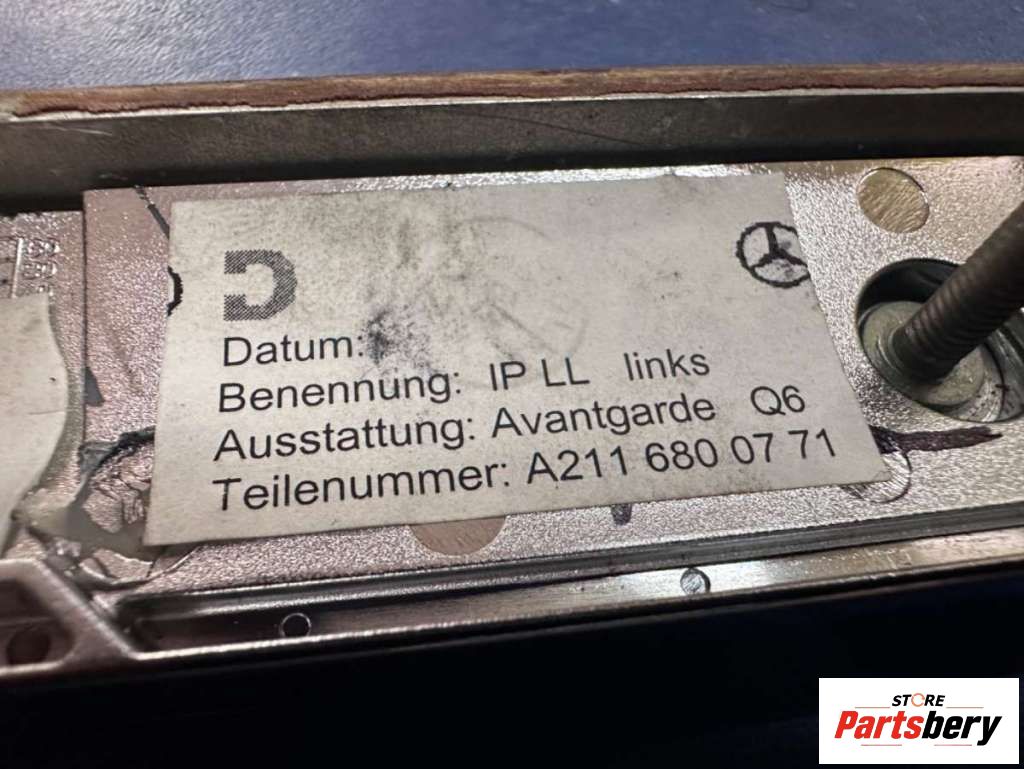 D
Datum:
Benennung: IP LL links
Ausstattung: Avantgarde Q6
Teilenummer: A211 680 07 71
STORE
Partsbery